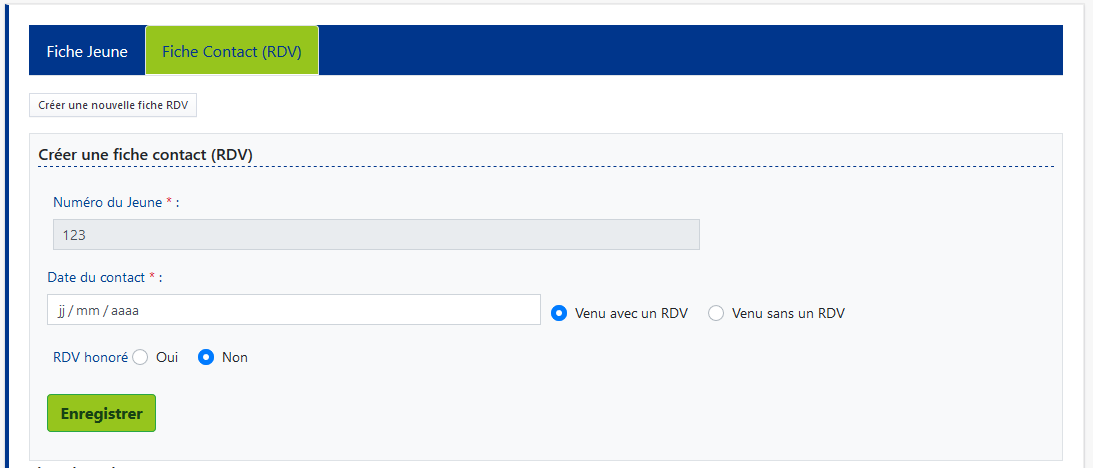 Fiche Jeune Fiche Contact (RDV)
Créer une nouvelle fiche RDV
Créer une fiche contact (RDV)
Numéro du Jeune * :
123
Date du contact * :
jj / mm / aaaa Venu avec un RDV Venu sans un RDV
RDV honoré Oui Non
Enregistrer